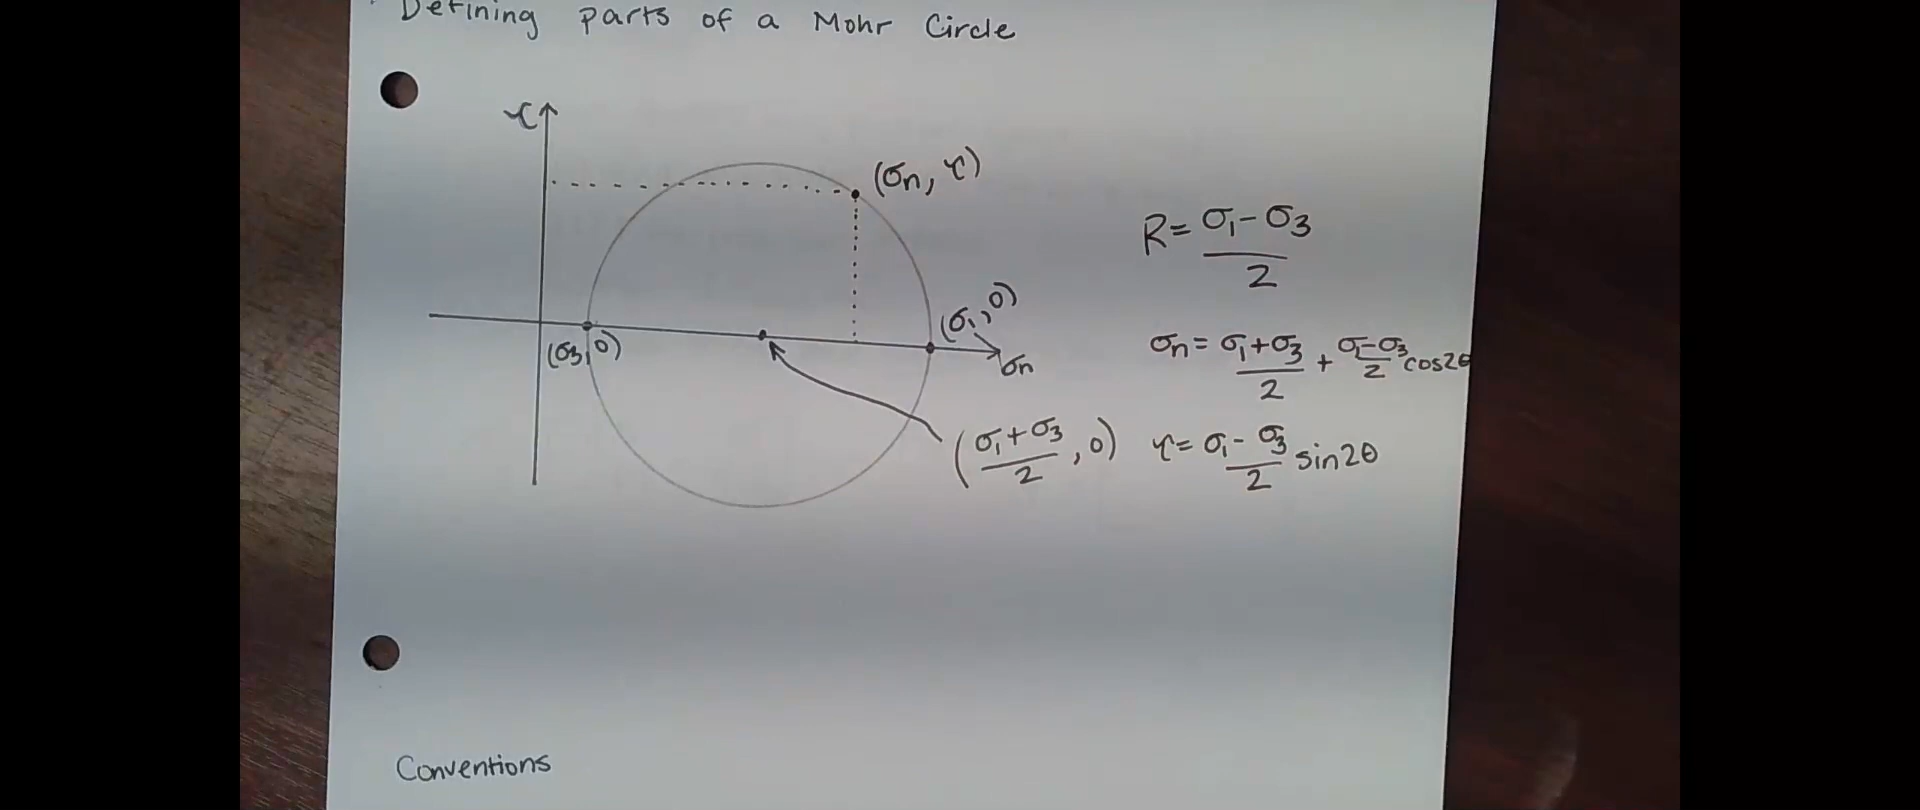 Defining parts of a Mohr Circle
τ
(σn, τ)
R = σ1 - σ3 / 2
(σ1, 0)
(σ3, 0)
σn
σn = σ1 + σ3 / 2 + σ1 - σ3 / 2 cos2θ
(σ1 + σ3 / 2, 0)
τ = σ1 - σ3 / 2 sin2θ
Conventions